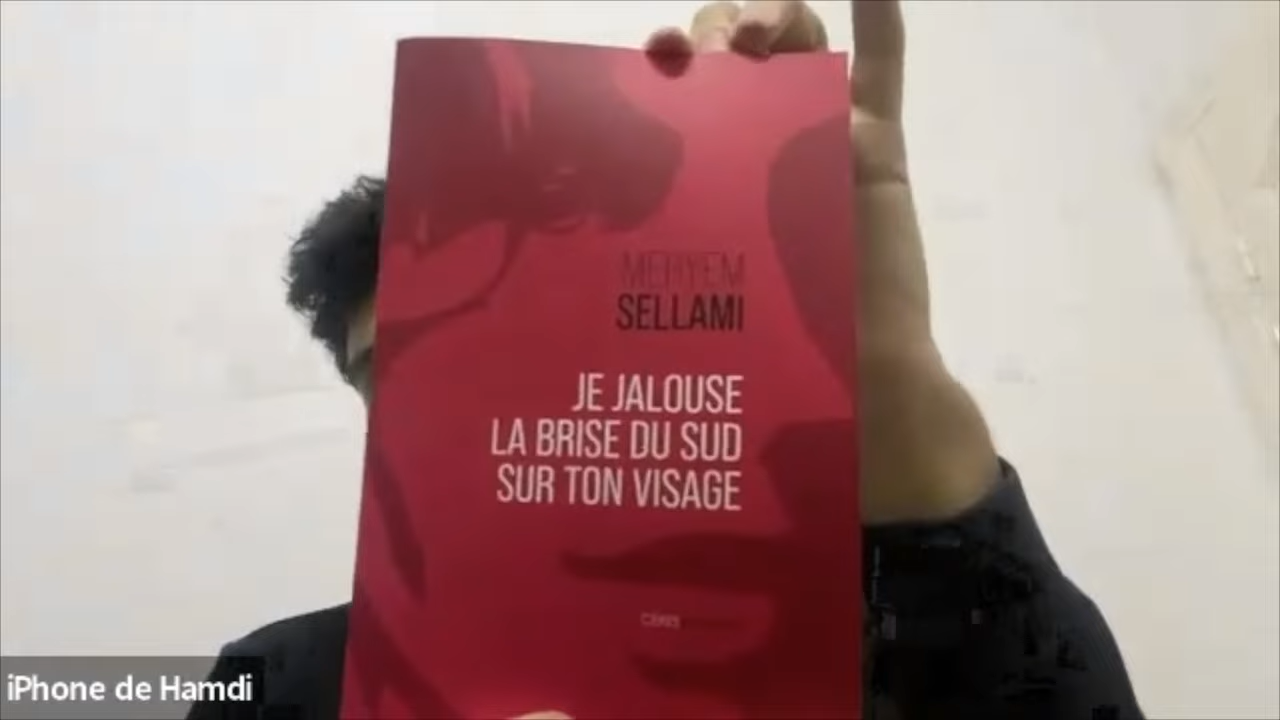 MERYEM
SELLAMI
JE JALOUSE
LA BRISE DU SUD
SUR TON VISAGE
iPhone de Hamdi